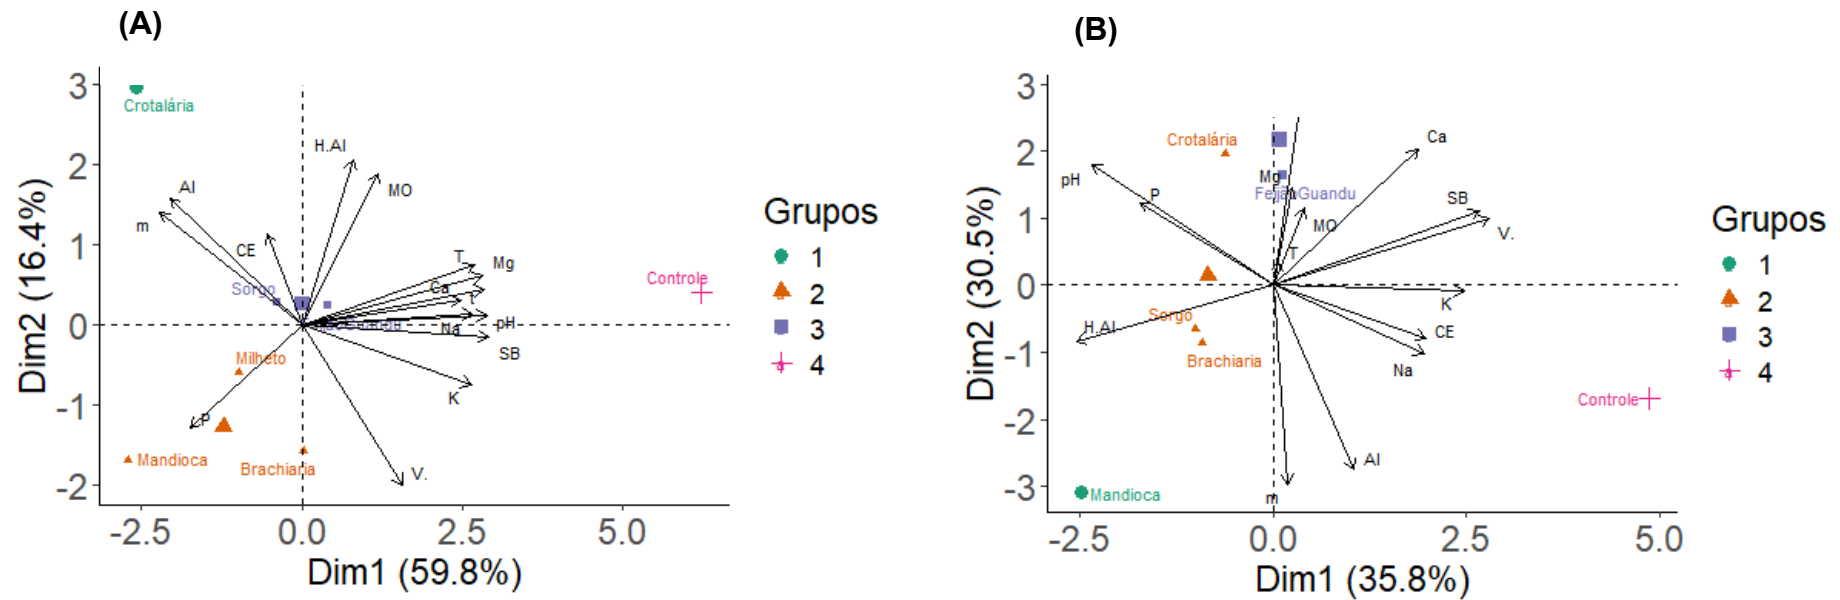 (A)
3
2
1
0
-1
-2
Dim2 (16.4%)
Crotalária
H.Al
MO
Al
m
CE
T
Mg
Ca
t
Sorgo
Controle
Na
pH
SB
Milheto
K
P
Mandioca
Brachiaria
V.
-2.5
0.0
2.5
5.0
Dim1 (59.8%)
Grupos
1
2
3
4
(B)
3
2
1
0
-1
-2
-3
Dim2 (30.5%)
Crotalária
Ca
pH
P
Mg
FeijãoGuandu
SB
MO
V.
T
K
H.Al
Sorgo
CE
Brachiaria
Na
Controle
Al
Mandioca
m
-2.5
0.0
2.5
5.0
Dim1 (35.8%)
Grupos
1
2
3
4